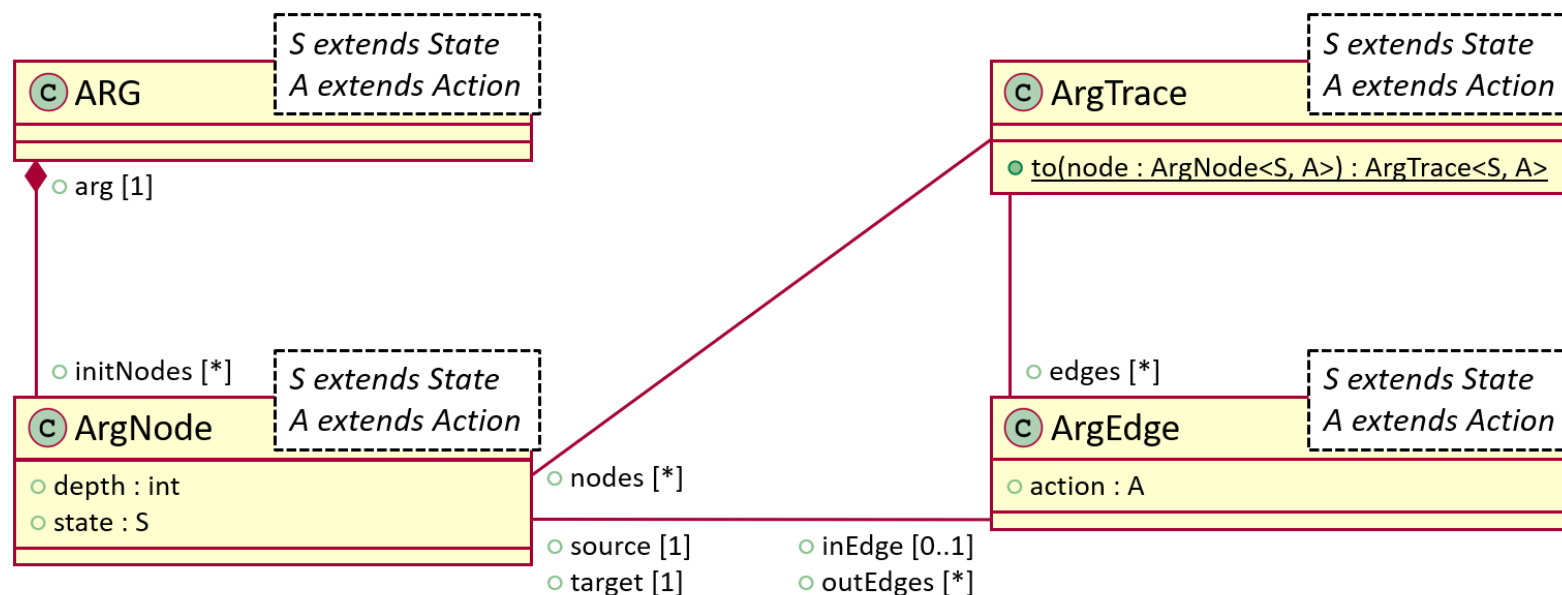 S extends State
A extends Action
C ARG
arg [1]
S extends State
A extends Action
C ArgTrace
to(node : ArgNode<S, A>) : ArgTrace<S, A>
initNodes [*]
S extends State
A extends Action
C ArgNode
depth : int
state : S
nodes [*]
edges [*]
S extends State
A extends Action
C ArgEdge
action : A
source [1]
target [1]
inEdge [0..1]
outEdges [*]